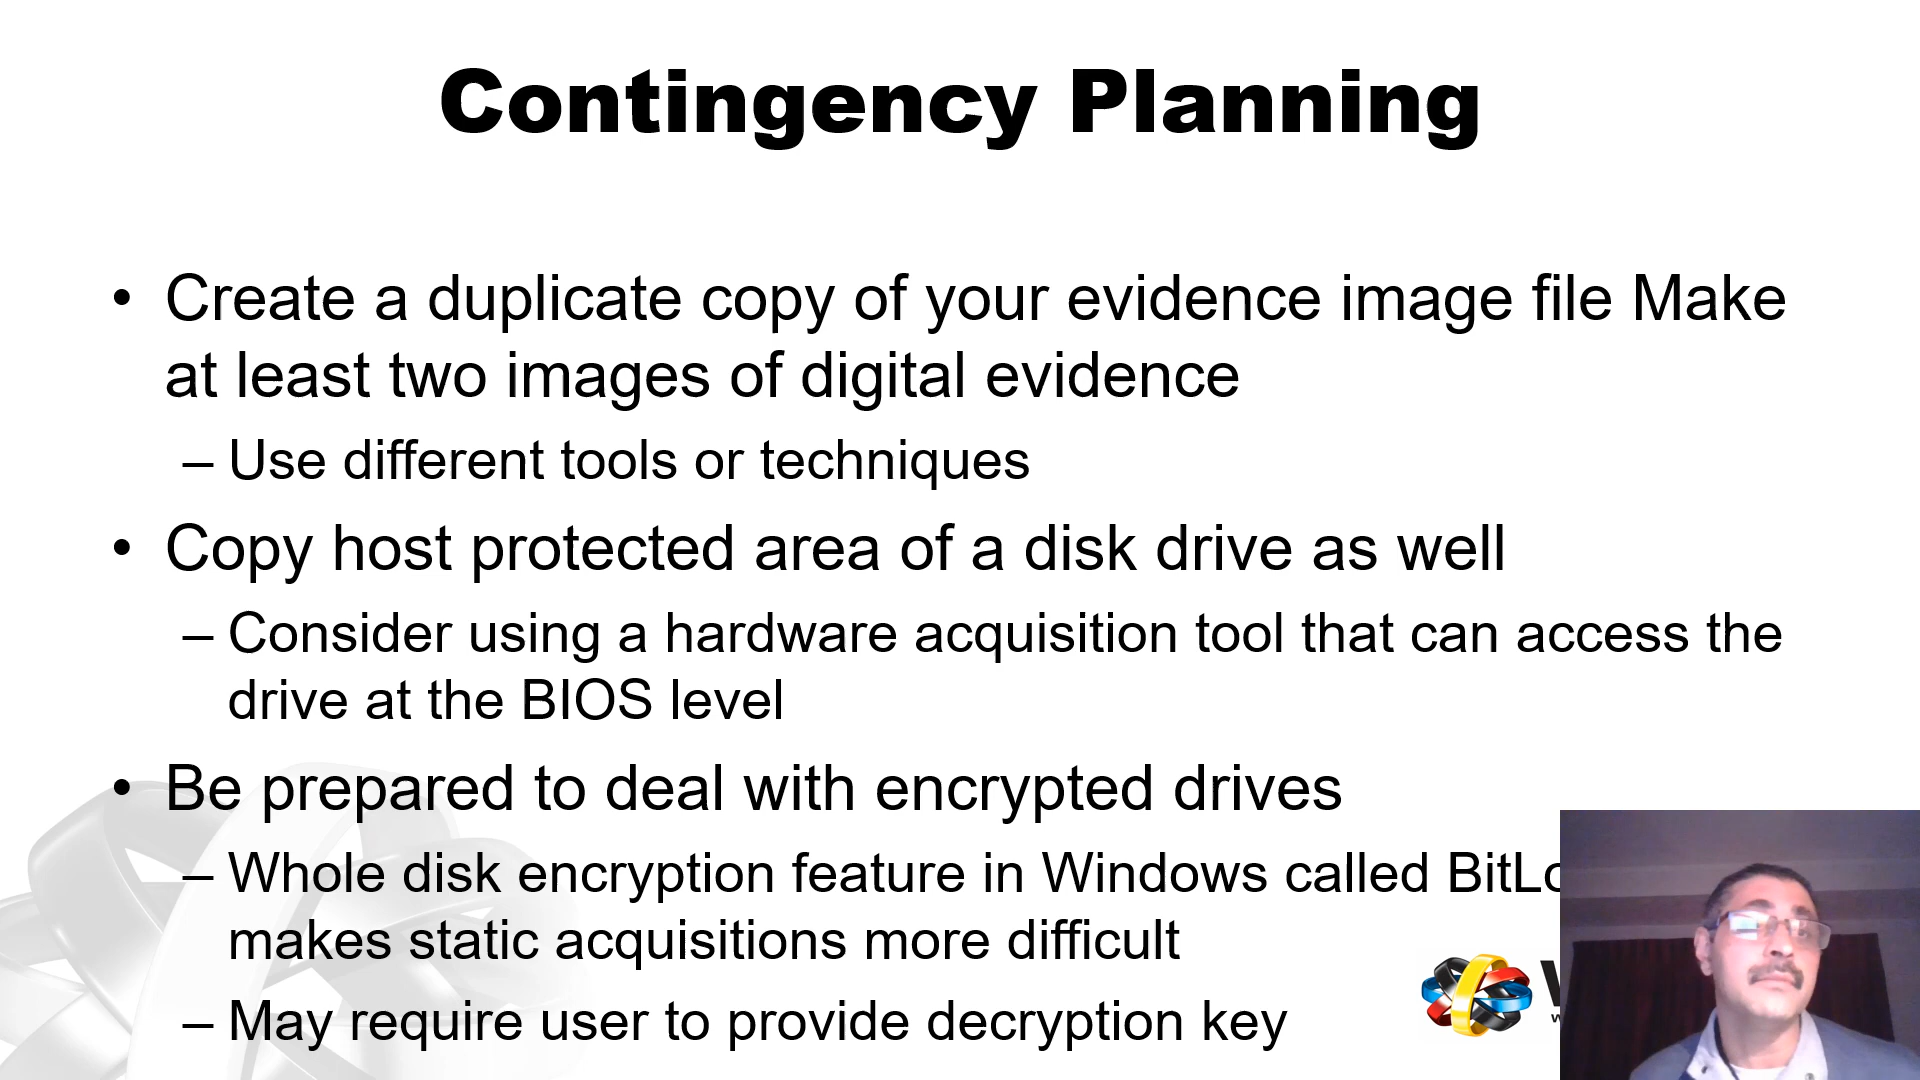 Contingency Planning
• Create a duplicate copy of your evidence image file Make
at least two images of digital evidence
– Use different tools or techniques
• Copy host protected area of a disk drive as well
– Consider using a hardware acquisition tool that can access the
drive at the BIOS level
• Be prepared to deal with encrypted drives
– Whole disk encryption feature in Windows called
makes static acquisitions more difficult
– May require user to provide decryption key